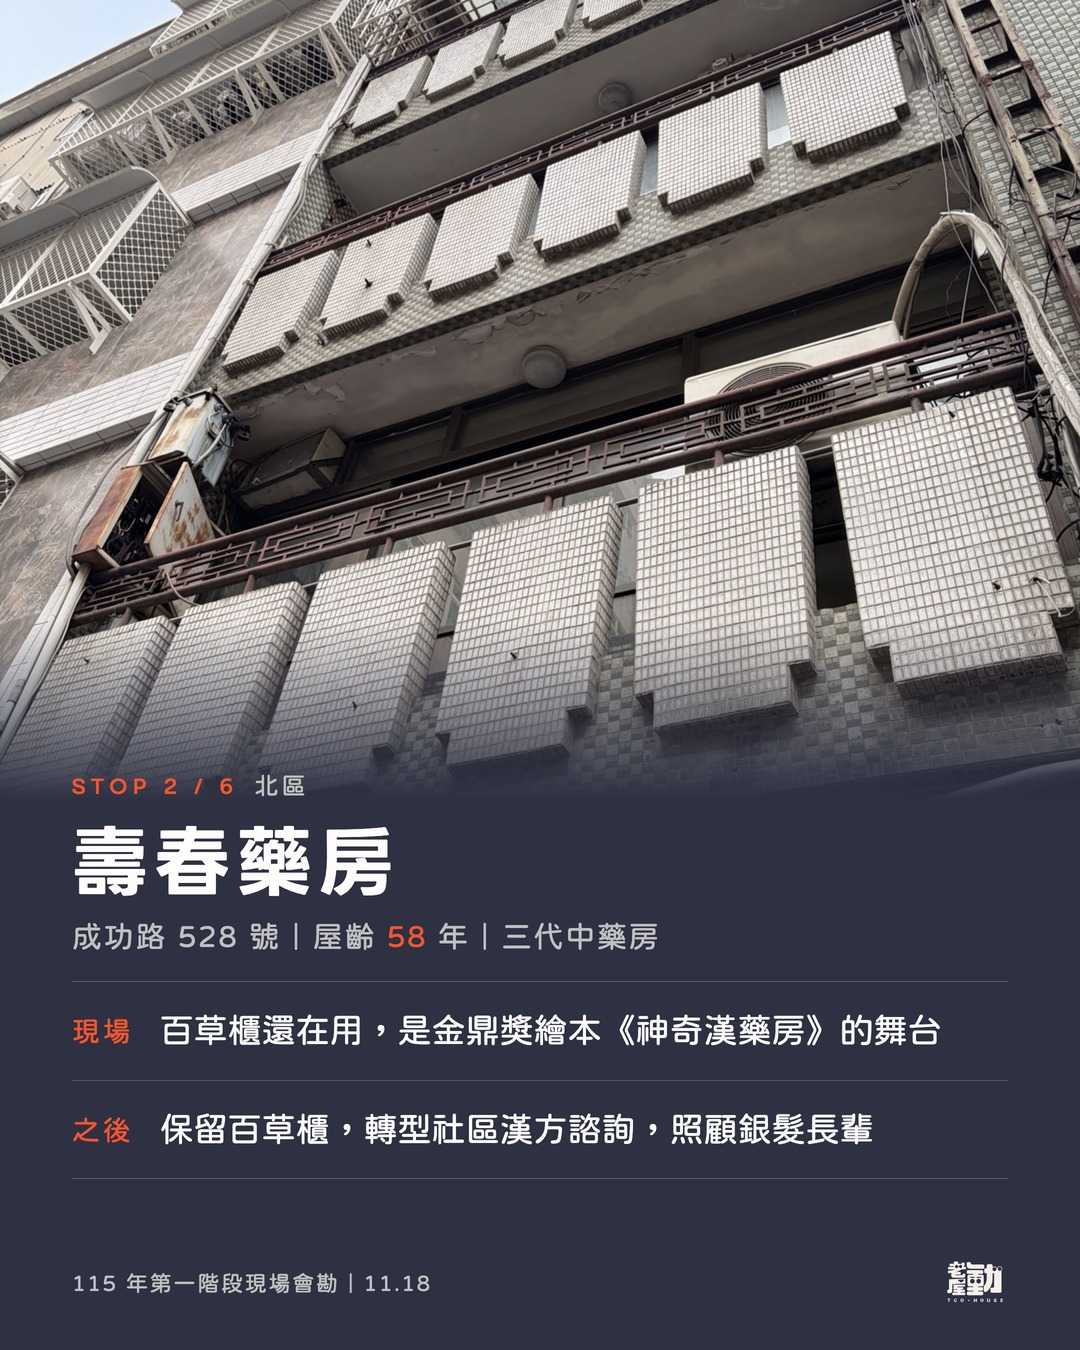 STOP 2 / 6 北區
壽春藥房
成功路 528 號｜屋齡 58 年｜三代中藥房
現場 百草櫃還在用，是金鼎獎繪本《神奇漢藥房》的舞台
之後 保留百草櫃，轉型社區漢方諮詢，照顧銀髮長輩
115 年第一階段現場會勘｜11.18
老屋動
TCO-HOUSE